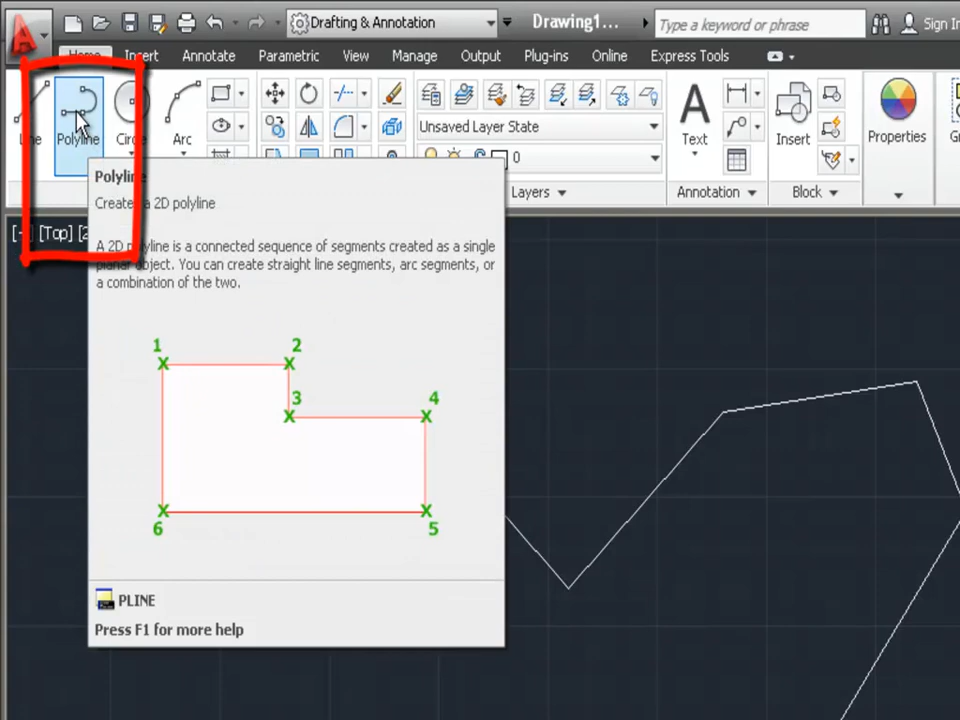 Drafting & Annotation
Drawing1...
Type a keyword or phrase
Sign In
Home
Insert
Annotate
Parametric
View
Manage
Output
Plug-ins
Online
Express Tools
Line
Polyline
Circle
Arc
Unsaved Layer State
0
Text
Insert
Properties
Layers
Annotation
Block
[Top]
Polyline
Create a 2D polyline
A 2D polyline is a connected sequence of segments created as a single
planar object. You can create straight line segments, arc segments, or
a combination of the two.
1
2
3
4
6
5
PLINE
Press F1 for more help